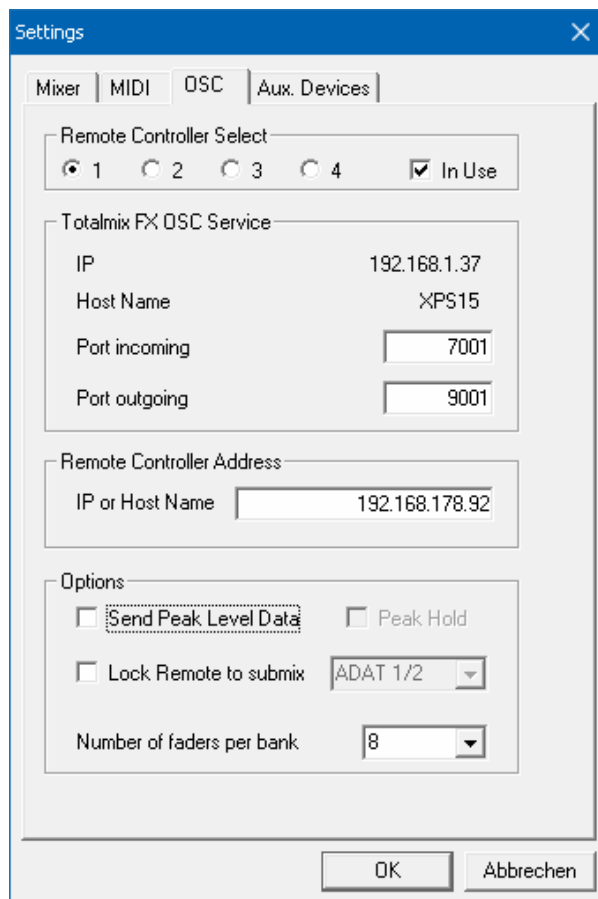 Settings
Mixer MIDI OSC Aux. Devices
Remote Controller Select
1 2 3 4 In Use
Totalmix FX OSC Service
IP 192.168.1.37
Host Name XPS15
Port incoming 7001
Port outgoing 9001
Remote Controller Address
IP or Host Name 192.168.178.92
Options
Send Peak Level Data Peak Hold
Lock Remote to submix ADAT 1/2
Number of faders per bank 8
OK Abbrechen